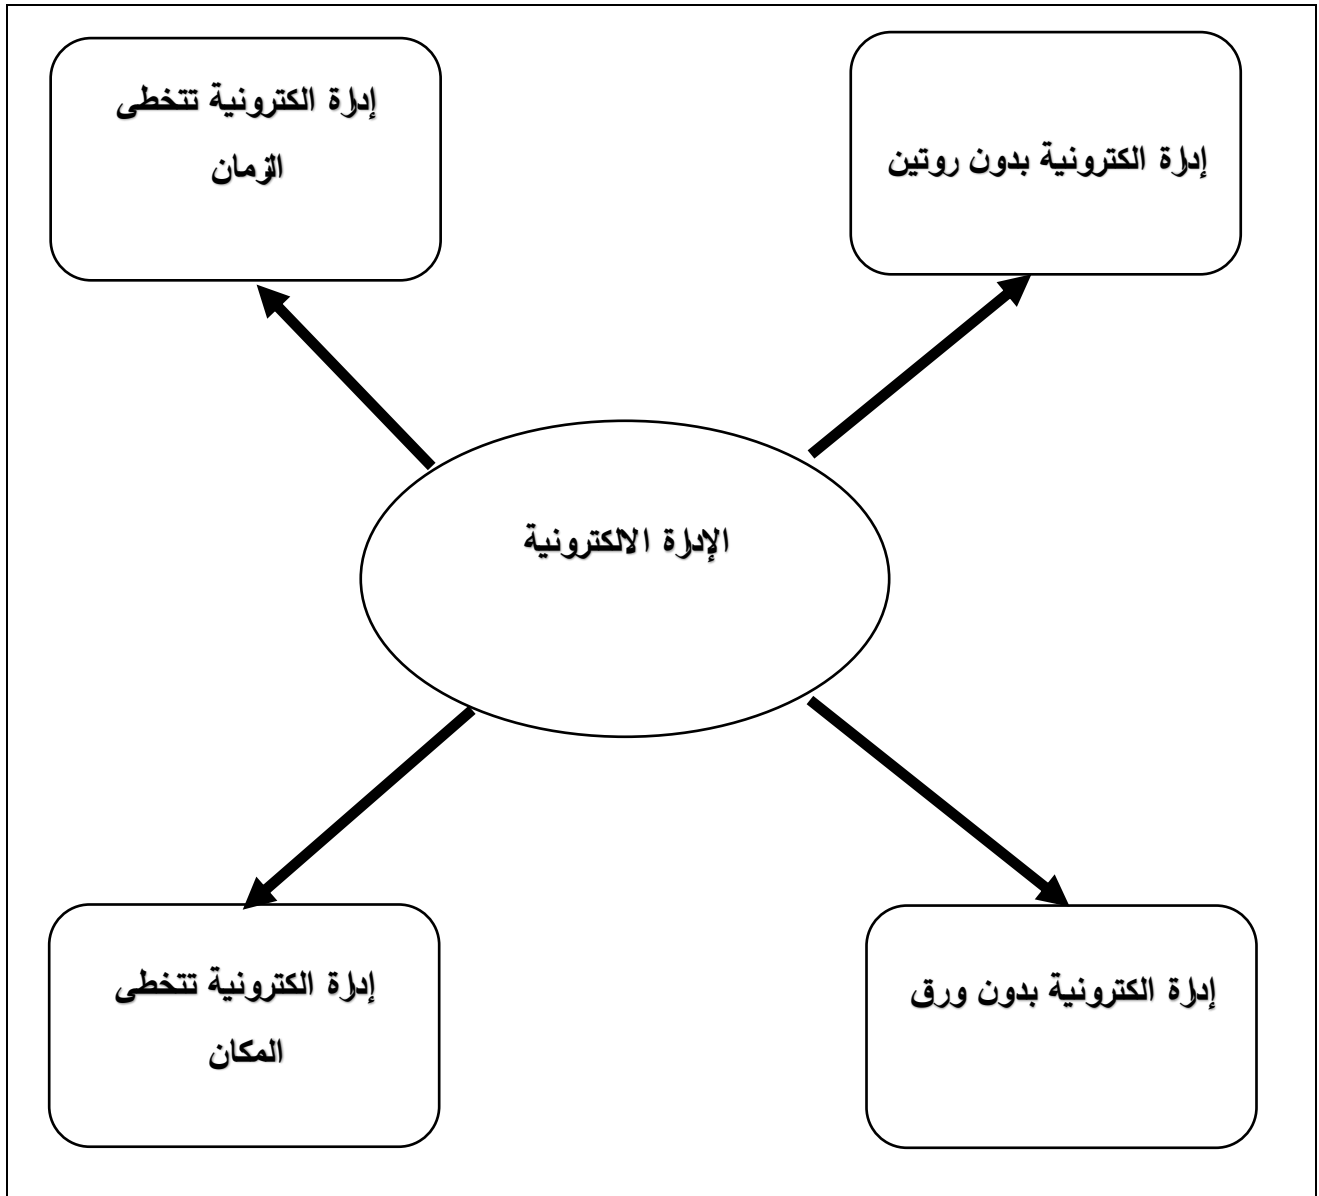 إدارة الكترونية بدون روتين
إدارة الكترونية تتخطى
الزمان
الإدارة الالكترونية
إدارة الكترونية بدون ورق
إدارة الكترونية تتخطى
المكان